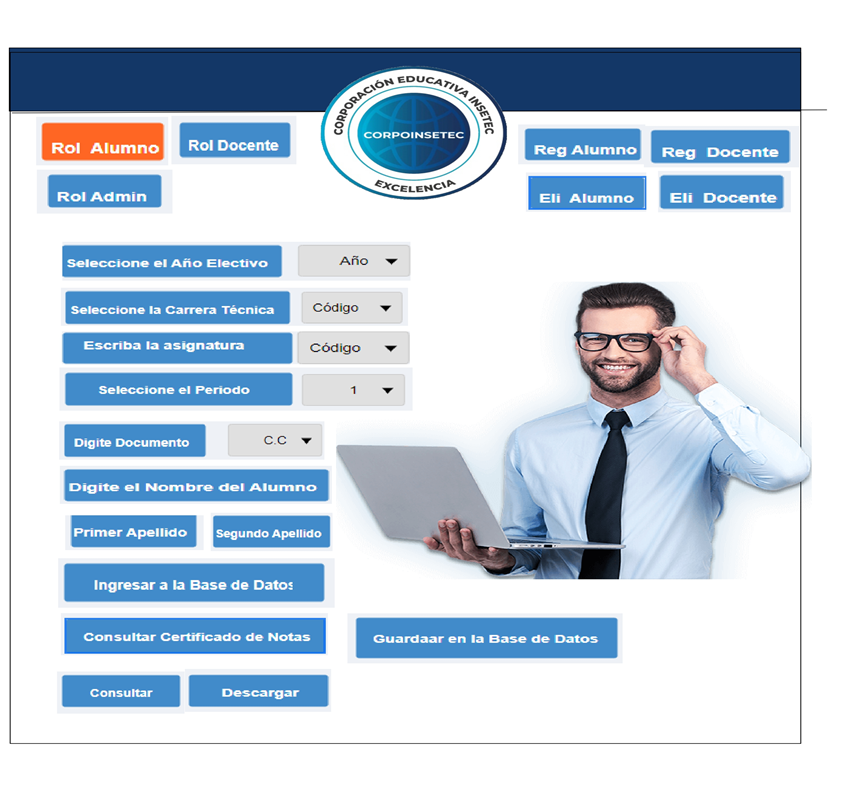 CORPORACIÓN EDUCATIVA INSETEC
CORPOINSETEC
EXCELENCIA
Rol Alumno
Rol Docente
Reg Alumno
Reg Docente
Rol Admin
Eli Alumno
Eli Docente
Seleccione el Año Electivo
Año
Seleccione la Carrera Técnica
Código
Escriba la asignatura
Código
Seleccione el Periodo
1
Digite Documento
C.C
Digite el Nombre del Alumno
Primer Apellido
Segundo Apellido
Ingresar a la Base de Datos
Consultar Certificado de Notas
Guardaar en la Base de Datos
Consultar
Descargar